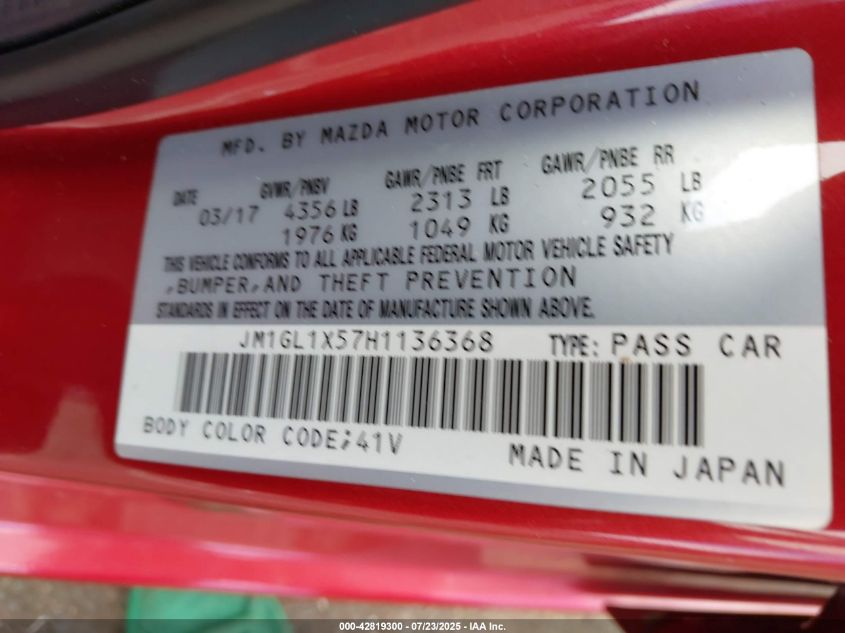 MFD. BY MAZDA MOTOR CORPORATION
DATE GVWR/PNBV GAWR/PNBE FRT GAWR/PNBE RR
03/17 4356 LB 2313 LB 2055 LB
1976 KG 1049 KG 932 KG
THIS VEHICLE CONFORMS TO ALL APPLICABLE FEDERAL MOTOR VEHICLE SAFETY
,BUMPER,AND THEFT PREVENTION
STANDARDS IN EFFECT ON THE DATE OF MANUFACTURE SHOWN ABOVE.
JM1GL1X57H1136368 TYPE: PASS CAR
BODY COLOR CODE;41V
MADE IN JAPAN
000-42819300 - 07/23/2025 - IAA Inc.